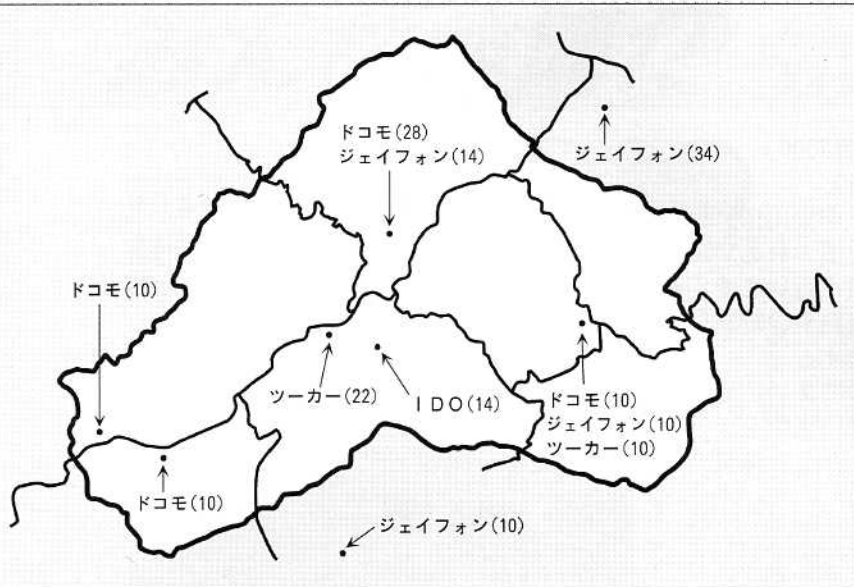 ドコモ(28)
ジェイフォン(14)
ジェイフォン(34)
ドコモ(10)
ツーカー(22)
IDO(14)
ドコモ(10)
ジェイフォン(10)
ツーカー(10)
ドコモ(10)
ジェイフォン(10)